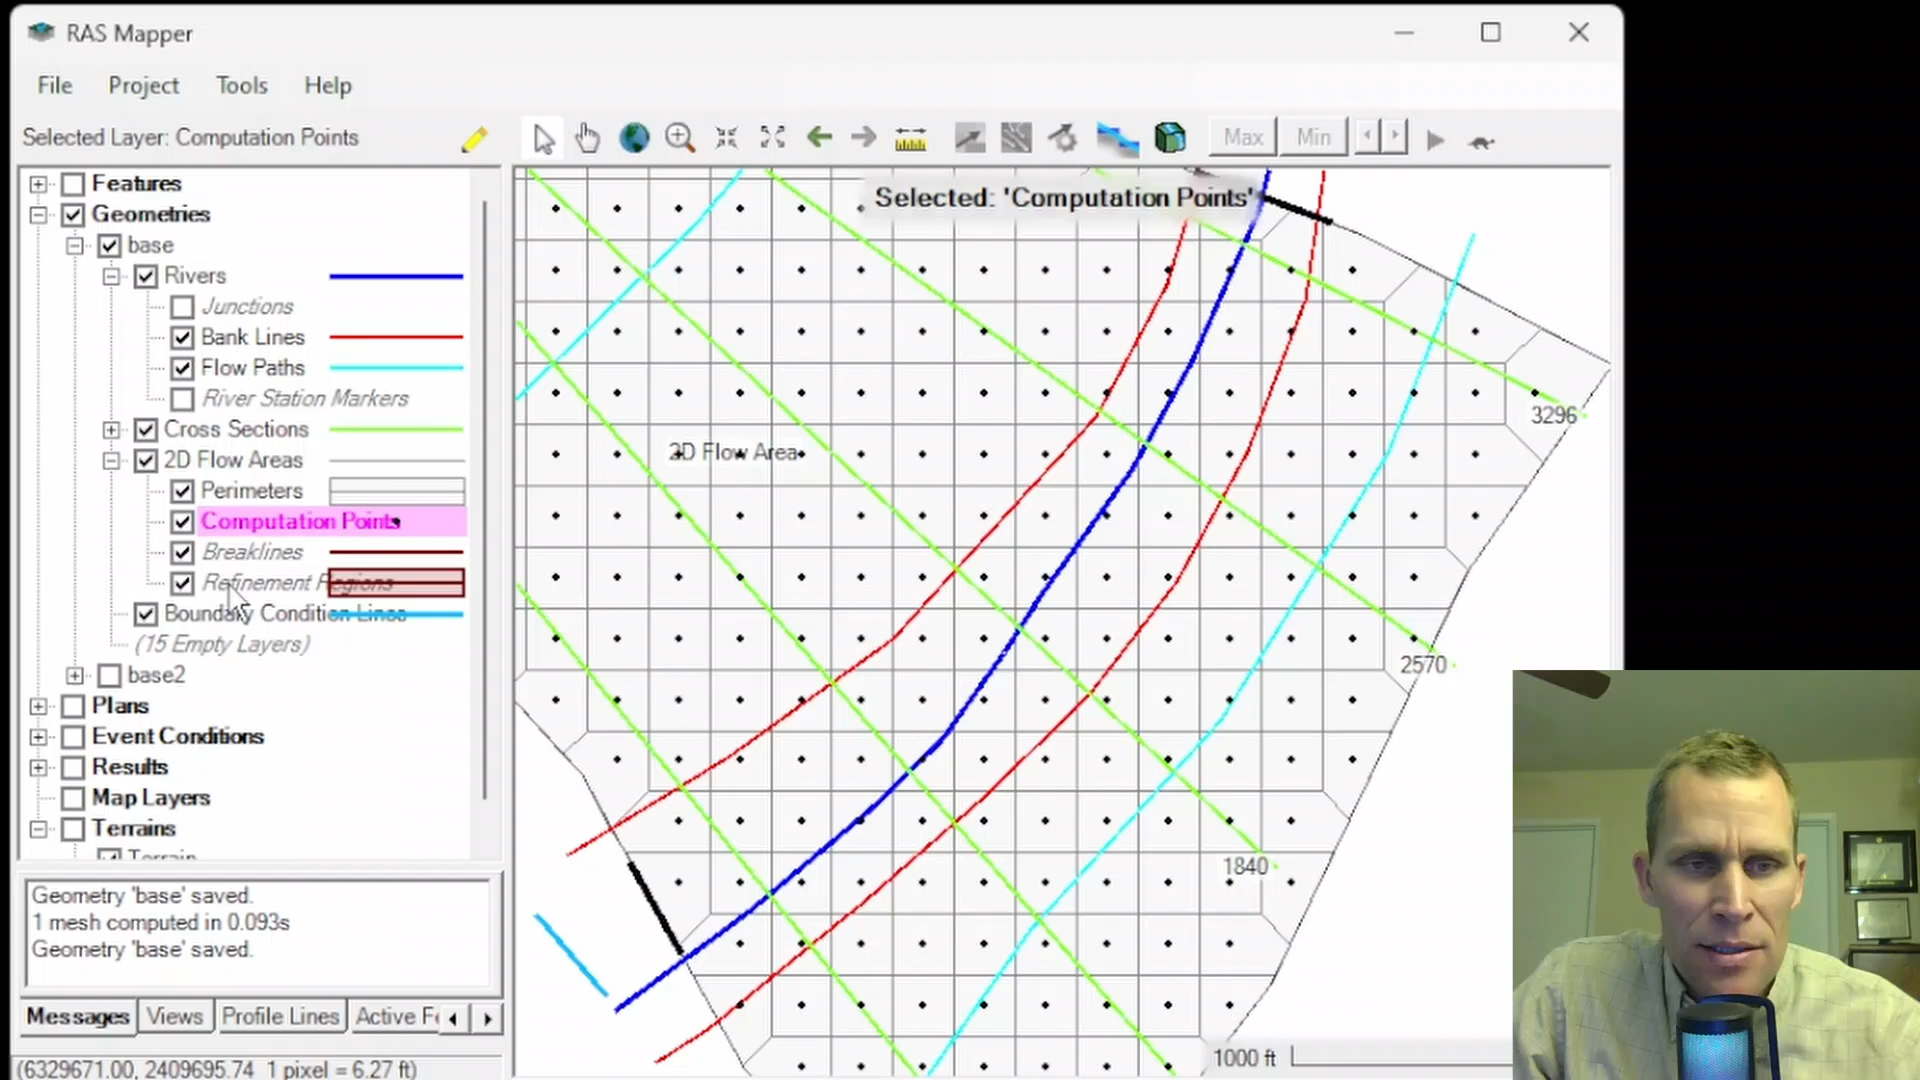 RAS Mapper
File Project Tools Help
Selected Layer: Computation Points
Max Min
Features
Geometries
base
Rivers
Junctions
Bank Lines
Flow Paths
River Station Markers
Cross Sections
2D Flow Areas
Perimeters
Computation Points
Breaklines
Refinement Regions
Boundary Condition Lines
(15 Empty Layers)
base2
Plans
Event Conditions
Results
Map Layers
Terrains
Terrain
Selected: 'Computation Points'
2D Flow Area
3296
2570
1840
1000 ft
Geometry 'base' saved.
1 mesh computed in 0.093s
Geometry 'base' saved.
Messages Views Profile Lines Active
(6329671.00, 2409695.74 1 pixel = 6.27 ft)